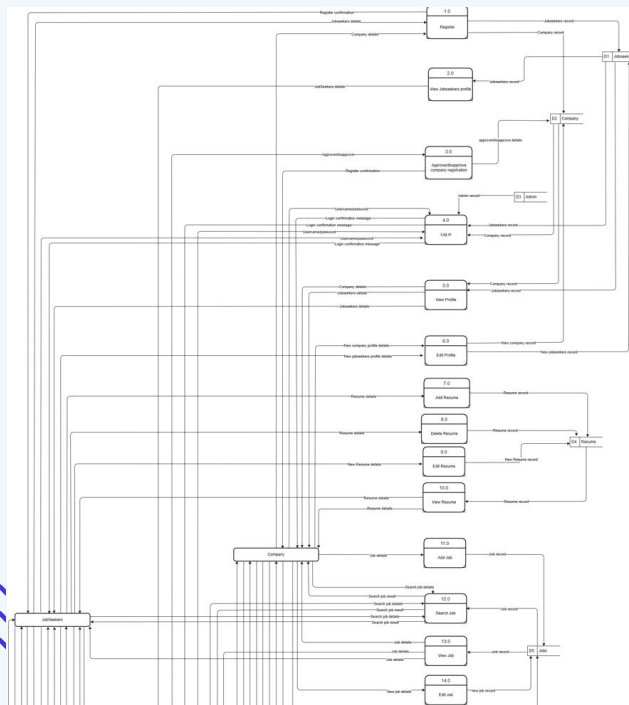 Register confirmation
1.0
Jobseekers details
Jobseekers record
Register
Company details
Company record
D1 Jobseek
2.0
Jobseekers record
JobSeekers details
View Jobseekers profile
D2 Company
approve/disapprove details
3.0
Approve/disapprove
Approve/disapprove
company registration
Register confirmation
Admin record
D3 Admin
Username/password
4.0
Login confirmation message
Login confirmation message
Jobseekers record
Username/password
Log in
Company record
Username/password
Login confirmation message
5.0
Company details
Company record
Jobseekers details
Jobseekers record
View Profile
Jobseekers details
6.0
New company profile details
New company record
New jobseekers profile details
Edit Profile
New jobseekers record
7.0
Resume details
Resume record
Add Resume
8.0
Resume details
Resume record
Delete Resume
D4 Resume
9.0
New Resume details
New Resume record
Edit Resume
10.0
Resume details
Resume record
View Resume
Resume details
11.0
Company
Job details
Job record
Add Job
Search job details
12.0
Search job result
Search job details
Search job result
Job record
Search job details
Search Job
JobSeekers
Search job result
13.0
Job details
Job details
Job record
D5 Jobs
Job details
View Job
14.0
New job details
New job record
Edit Job